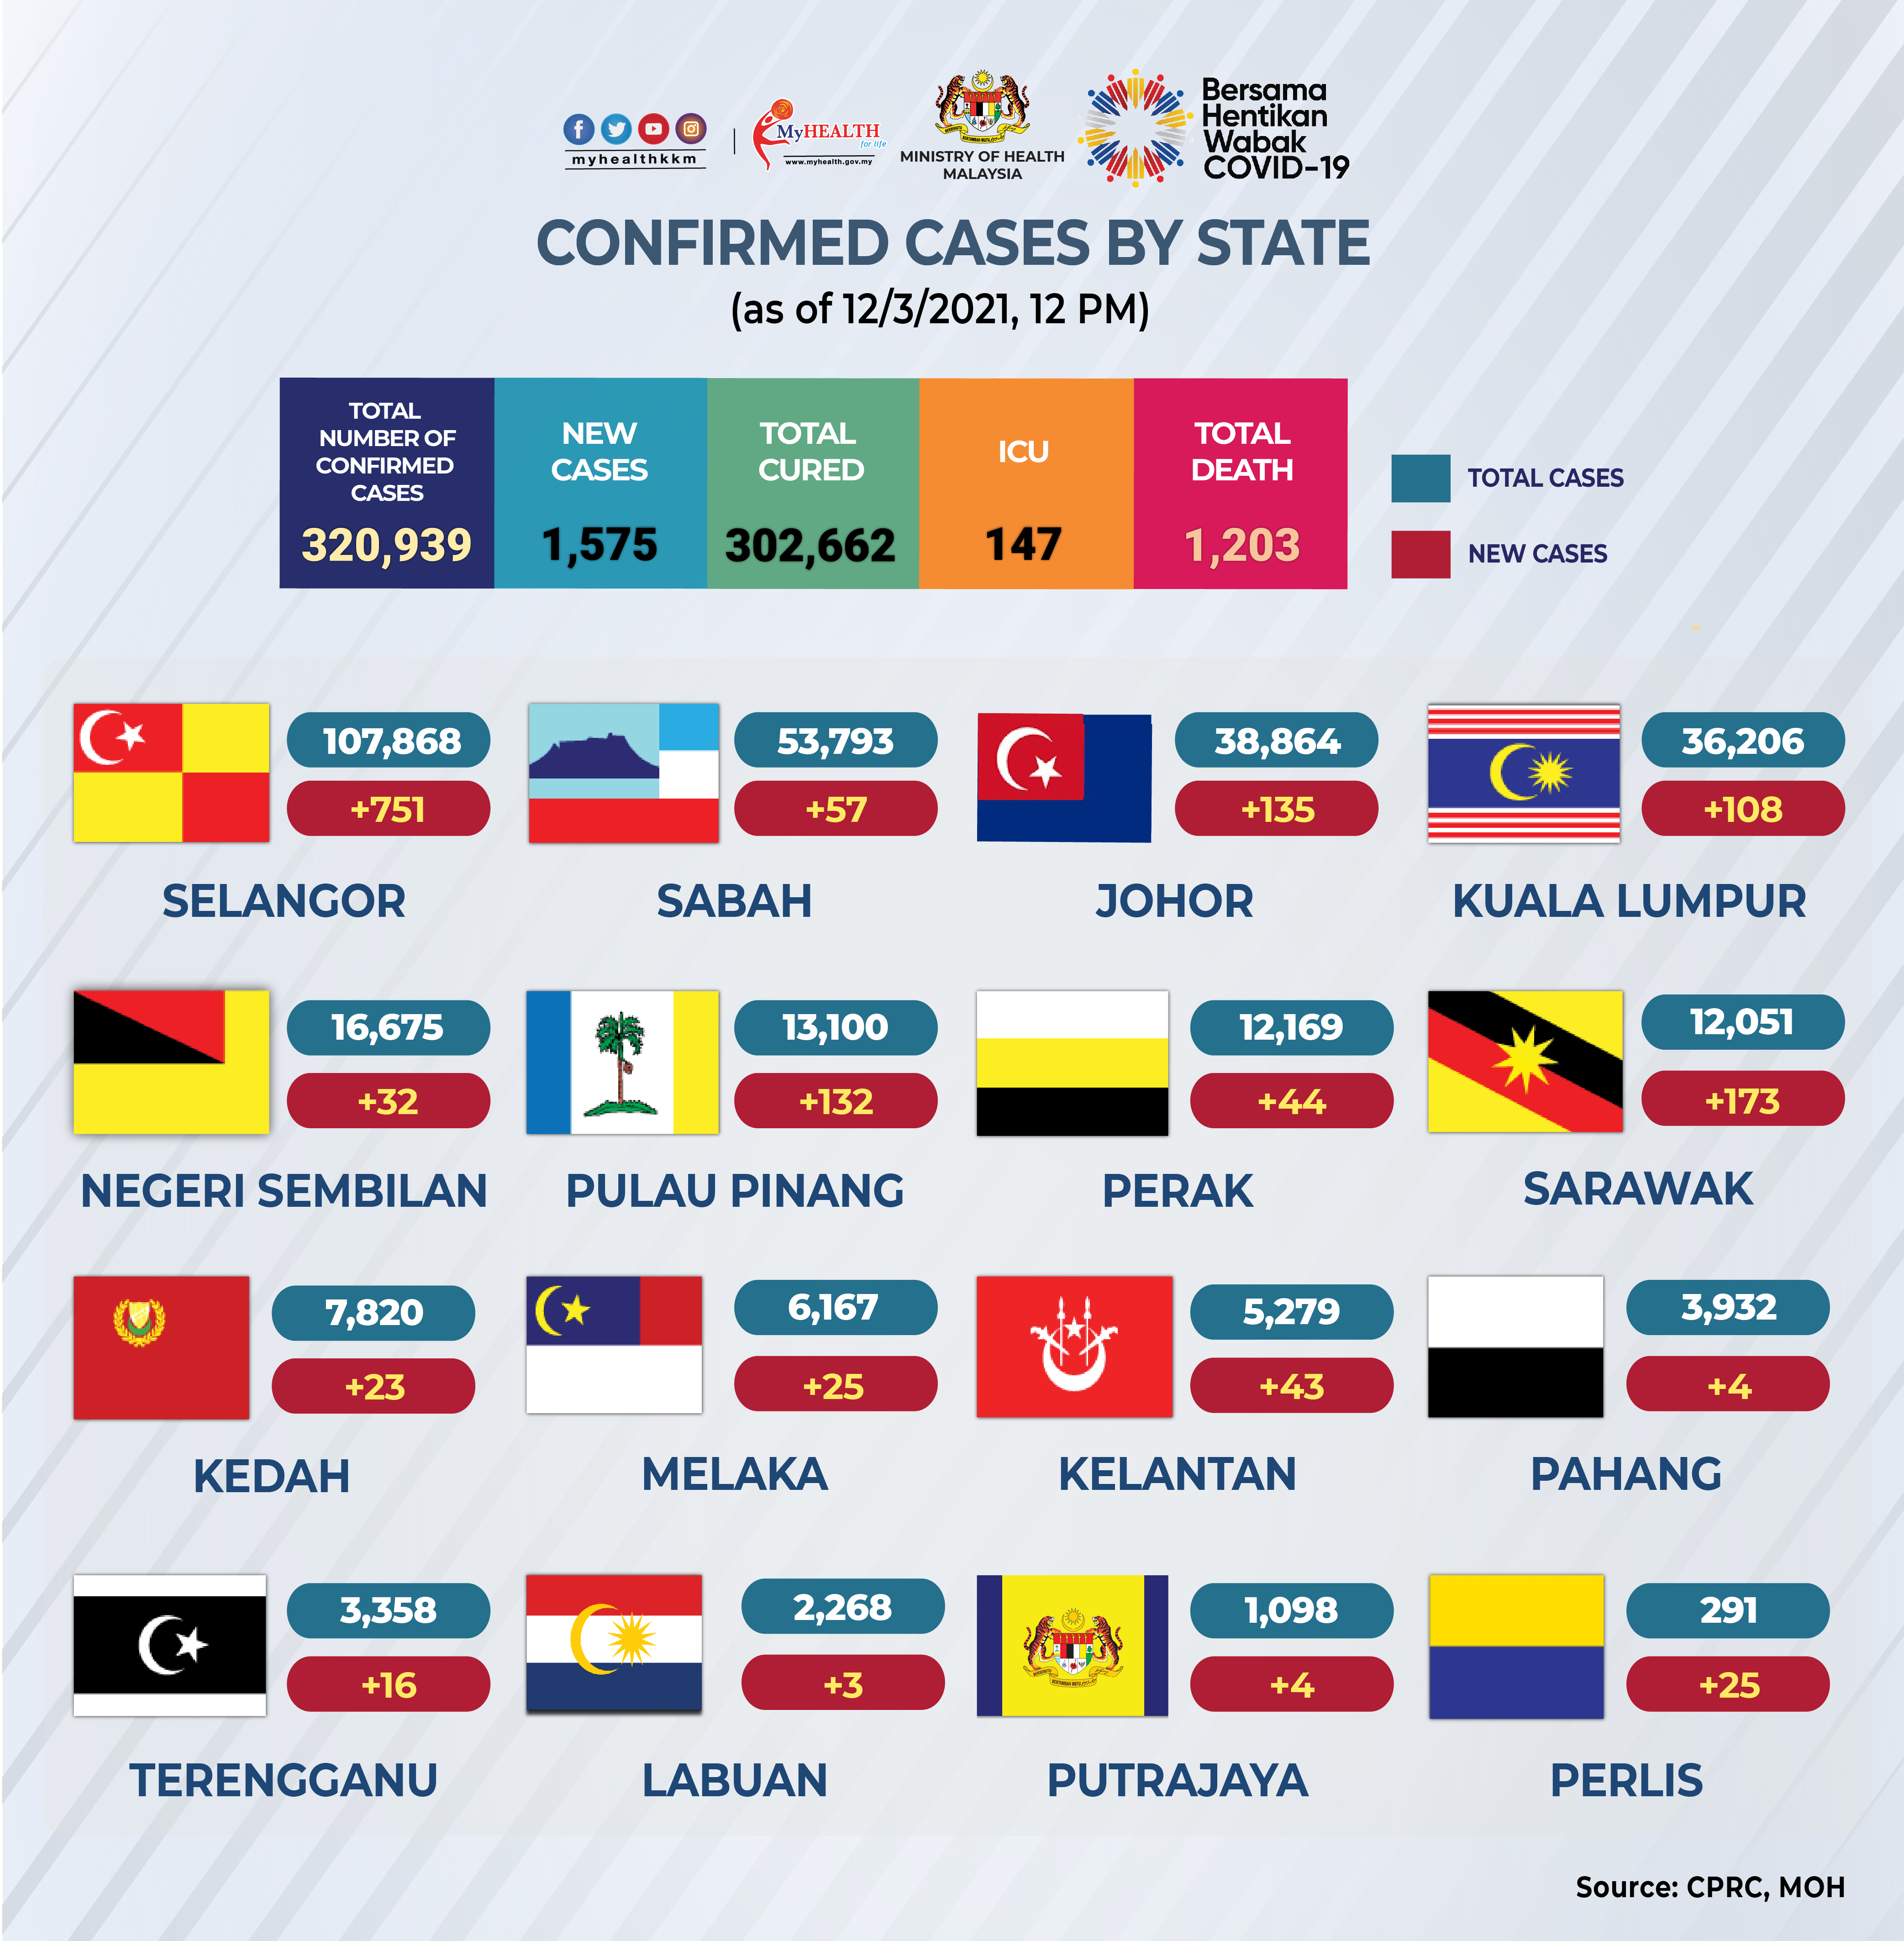 myhealthkkm
MyHEALTH
for life
www.myhealth.gov.my
MINISTRY OF HEALTH
MALAYSIA
Bersama
Hentikan
Wabak
COVID-19
CONFIRMED CASES BY STATE
(as of 12/3/2021, 12 PM)
TOTAL
NUMBER OF
CONFIRMED
CASES
320,939
NEW
CASES
1,575
TOTAL
CURED
302,662
ICU
147
TOTAL
DEATH
1,203
TOTAL CASES
NEW CASES
107,868
+751
SELANGOR
53,793
+57
SABAH
38,864
+135
JOHOR
36,206
+108
KUALA LUMPUR
16,675
+32
NEGERI SEMBILAN
13,100
+132
PULAU PINANG
12,169
+44
PERAK
12,051
+173
SARAWAK
7,820
+23
KEDAH
6,167
+25
MELAKA
5,279
+43
KELANTAN
3,932
+4
PAHANG
3,358
+16
TERENGGANU
2,268
+3
LABUAN
1,098
+4
PUTRAJAYA
291
+25
PERLIS
Source: CPRC, MOH